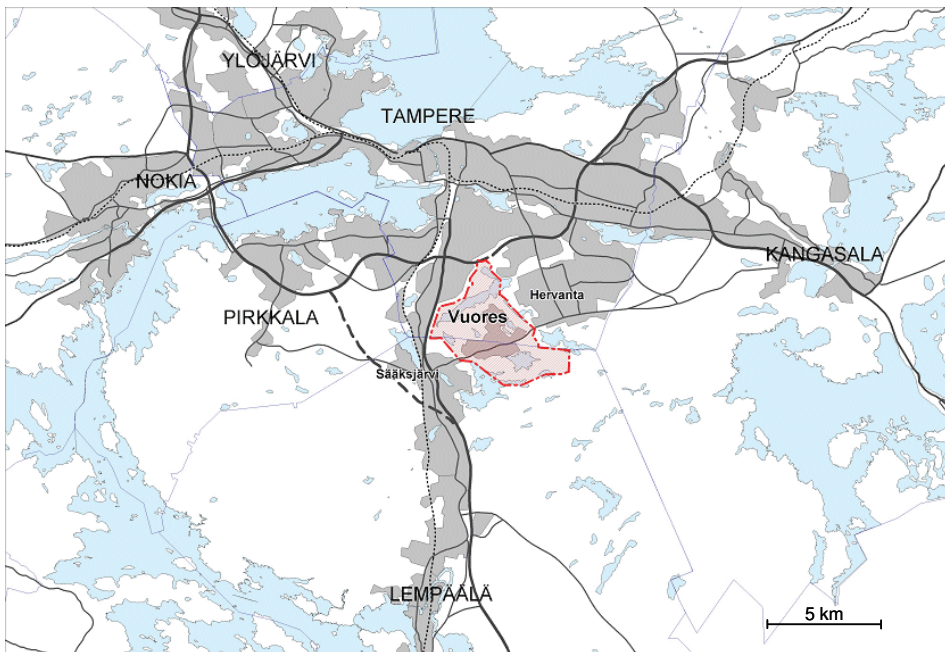 YLÖJÄRVI
TAMPERE
NOKIA
KANGASALA
Hervanta
Vuores
PIRKKALA
Sääksjärvi
LEMPÄÄLÄ
5 km